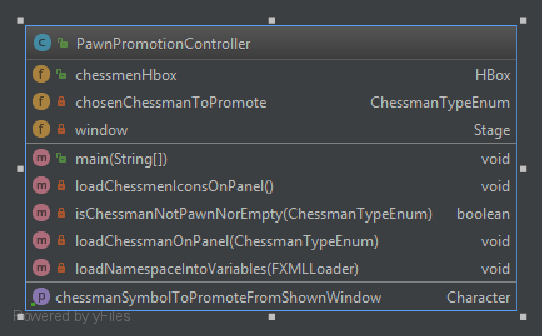 C PawnPromotionController
f chessmenHbox HBox
f chosenChessmanToPromote ChessmanTypeEnum
f window Stage
m main(String[]) void
m loadChessmenIconsOnPanel() void
m isChessmanNotPawnNorEmpty(ChessmanTypeEnum) boolean
m loadChessmanOnPanel(ChessmanTypeEnum) void
m loadNamespaceIntoVariables(FXMLLoader) void
p chessmanSymbolToPromoteFromShownWindow Character
Powered by yFiles